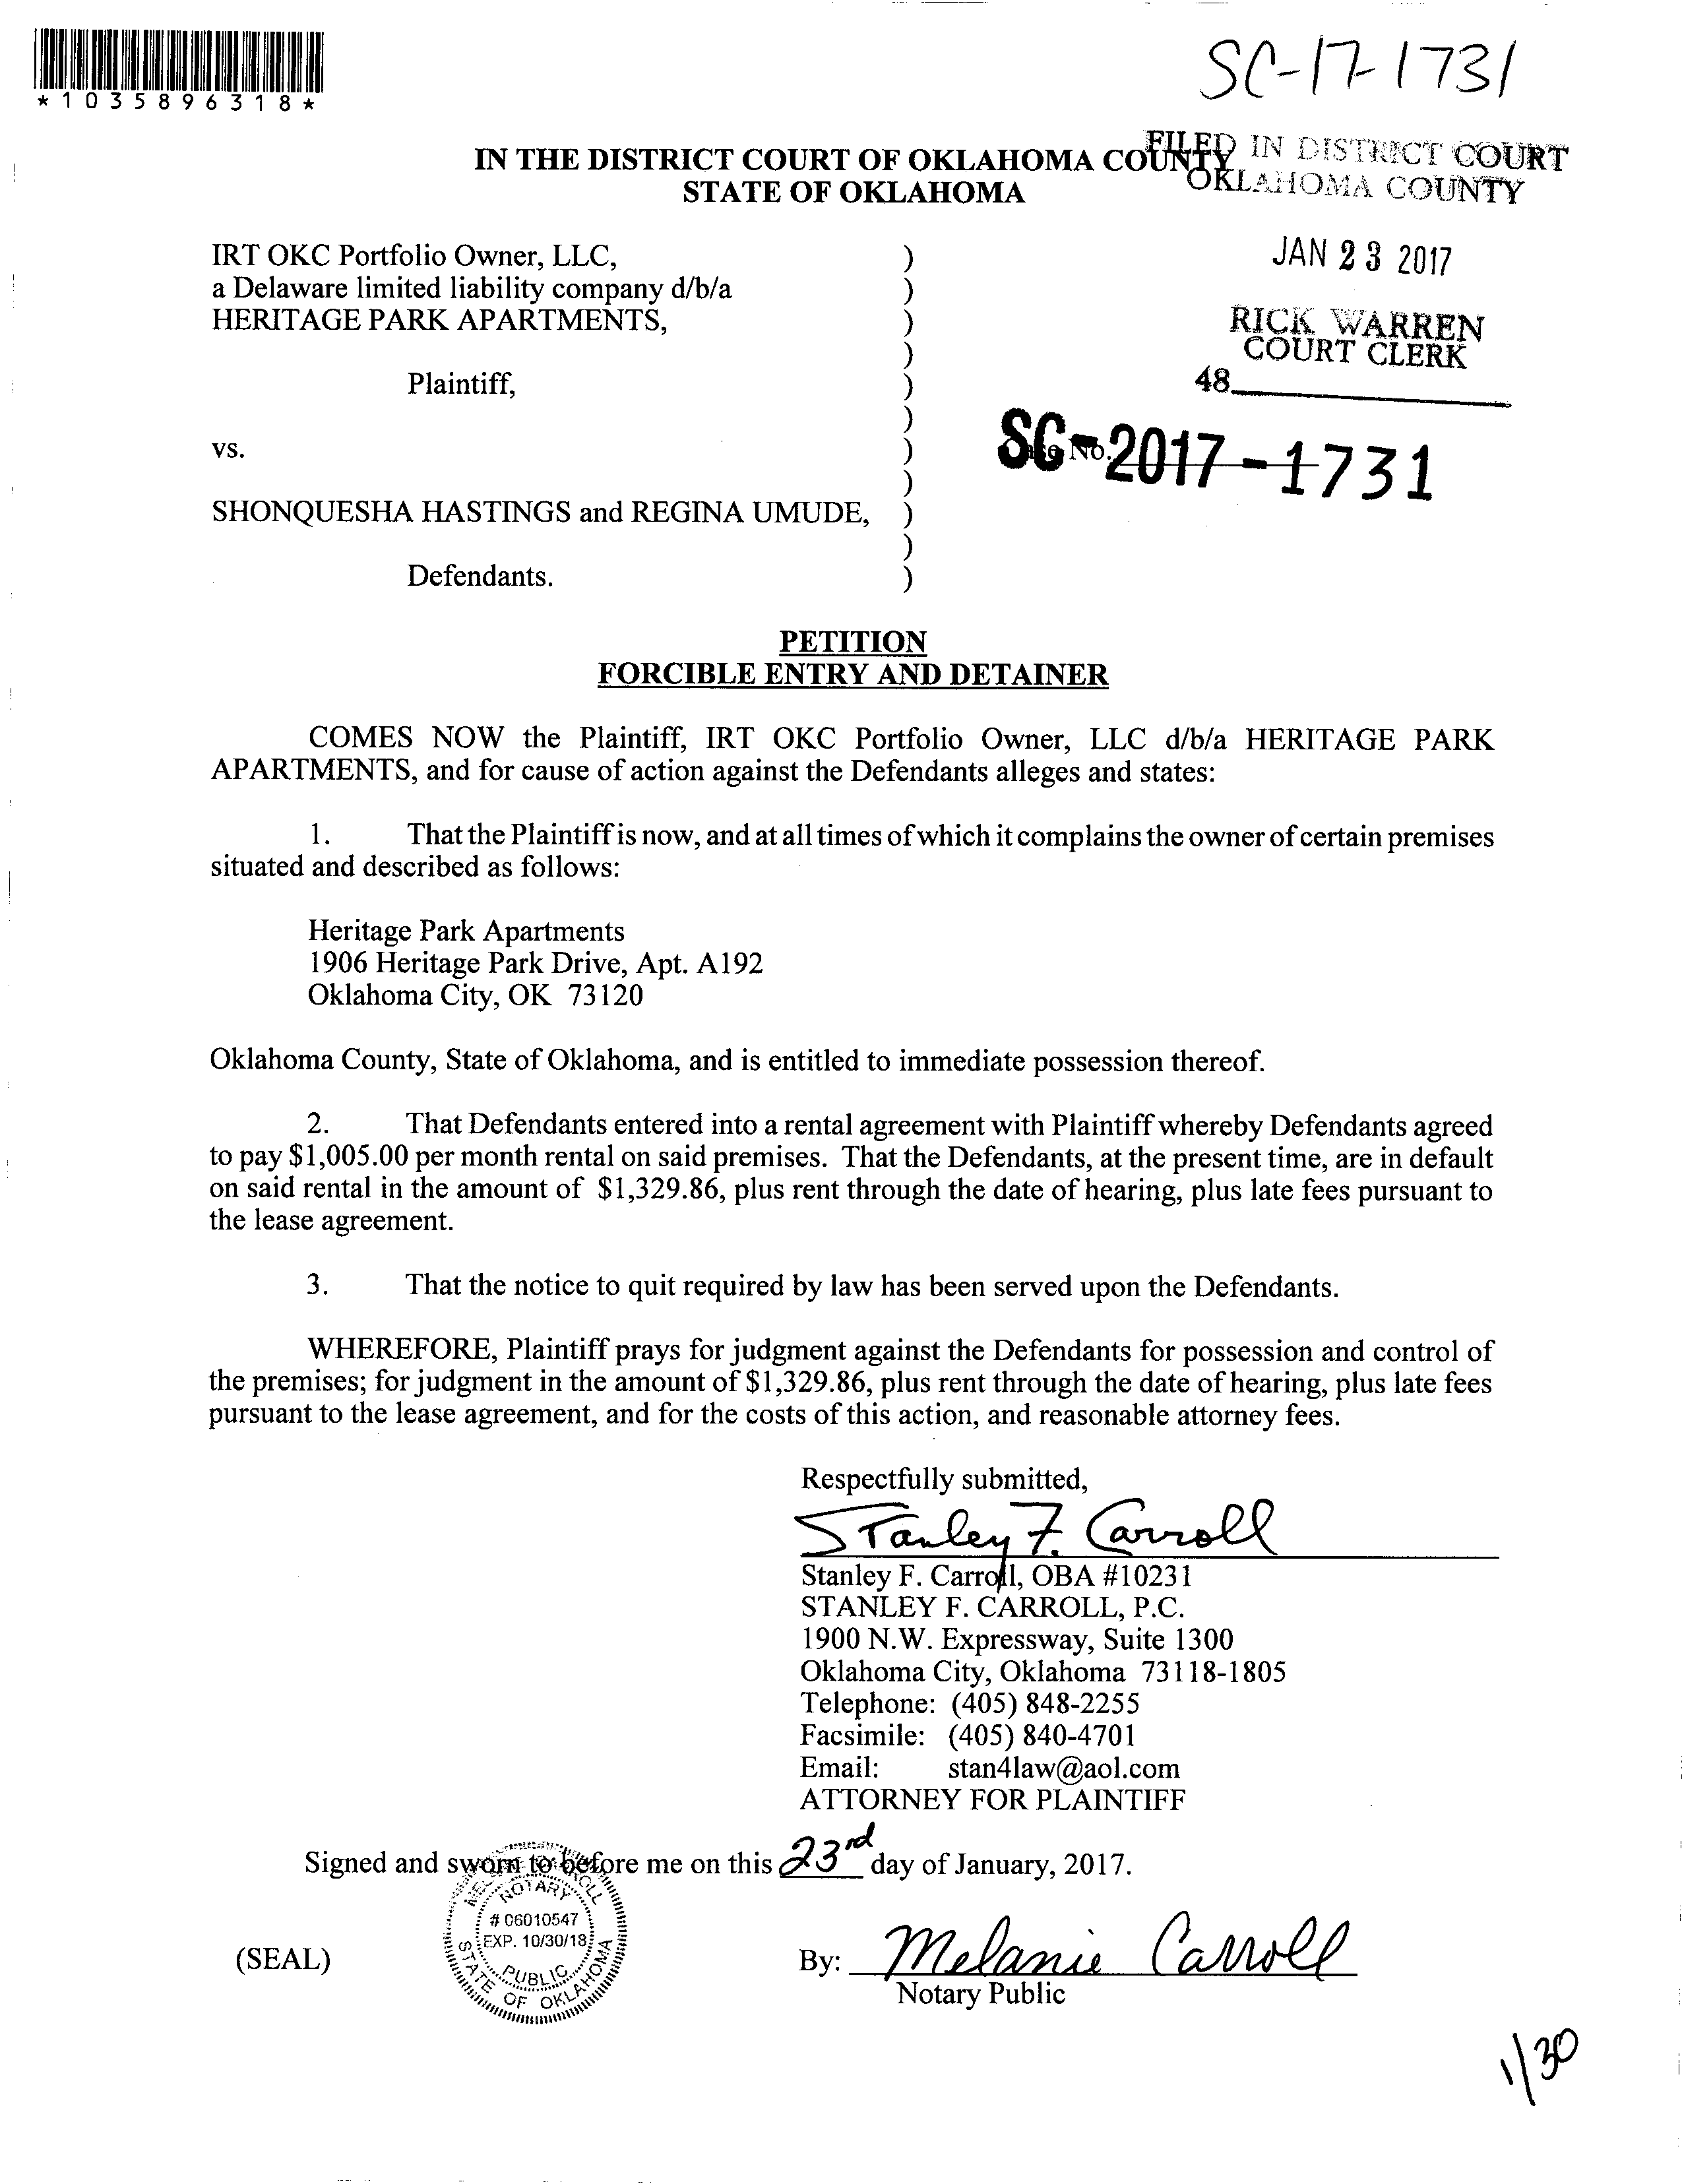 *1035896318*
SC-17-1731
IN THE DISTRICT COURT OF OKLAHOMA COUNTY
STATE OF OKLAHOMA
FILED IN DISTRICT COURT
OKLAHOMA COUNTY
JAN 23 2017
RICK WARREN
COURT CLERK
48
IRT OKC Portfolio Owner, LLC, )
a Delaware limited liability company d/b/a )
HERITAGE PARK APARTMENTS, )
)
Plaintiff, )
)
vs. ) Case No.
SC-2017-1731
)
SHONQUESHA HASTINGS and REGINA UMUDE, )
)
Defendants. )
PETITION
FORCIBLE ENTRY AND DETAINER
COMES NOW the Plaintiff, IRT OKC Portfolio Owner, LLC d/b/a HERITAGE PARK
APARTMENTS, and for cause of action against the Defendants alleges and states:
1. That the Plaintiff is now, and at all times of which it complains the owner of certain premises
situated and described as follows:
Heritage Park Apartments
1906 Heritage Park Drive, Apt. A192
Oklahoma City, OK 73120
Oklahoma County, State of Oklahoma, and is entitled to immediate possession thereof.
2. That Defendants entered into a rental agreement with Plaintiff whereby Defendants agreed
to pay $1,005.00 per month rental on said premises. That the Defendants, at the present time, are in default
on said rental in the amount of $1,329.86, plus rent through the date of hearing, plus late fees pursuant to
the lease agreement.
3. That the notice to quit required by law has been served upon the Defendants.
WHEREFORE, Plaintiff prays for judgment against the Defendants for possession and control of
the premises; for judgment in the amount of $1,329.86, plus rent through the date of hearing, plus late fees
pursuant to the lease agreement, and for the costs of this action, and reasonable attorney fees.
Respectfully submitted,
Stanley F. Carroll
Stanley F. Carroll, OBA #10231
STANLEY F. CARROLL, P.C.
1900 N.W. Expressway, Suite 1300
Oklahoma City, Oklahoma 73118-1805
Telephone: (405) 848-2255
Facsimile: (405) 840-4701
Email: stan4law@aol.com
ATTORNEY FOR PLAINTIFF
Signed and sworn to before me on this 23rd day of January, 2017.
NOTARY
# 06010547
EXP. 10/30/18
PUBLIC
STATE OF OKLAHOMA
(SEAL)
By: Melanie Carroll
Notary Public
1/30